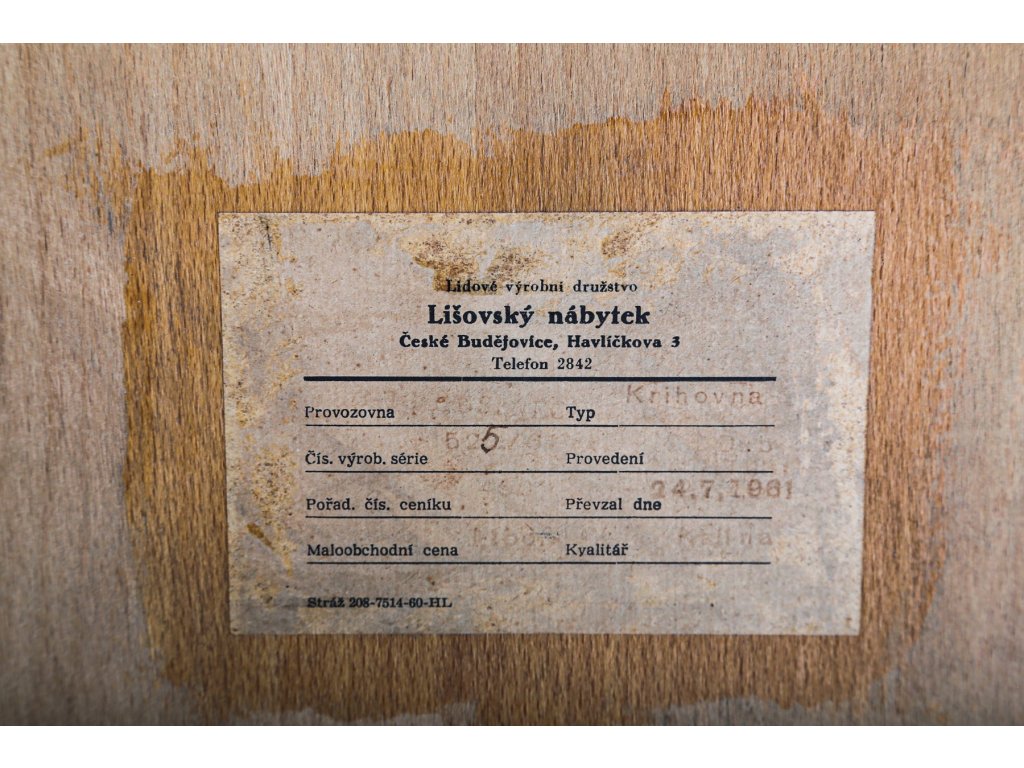 Lidové výrobní družstvo
Lišovský nábytek
České Budějovice, Havlíčkova 3
Telefon 2842
Provozovna Typ Knihovna
Čís. výrob. série 525 Provedení
Pořad. čís. ceníku Převzal dne 24.7.1961
Maloobchodní cena Kvalitář
Stráž 208-7514-60-HL